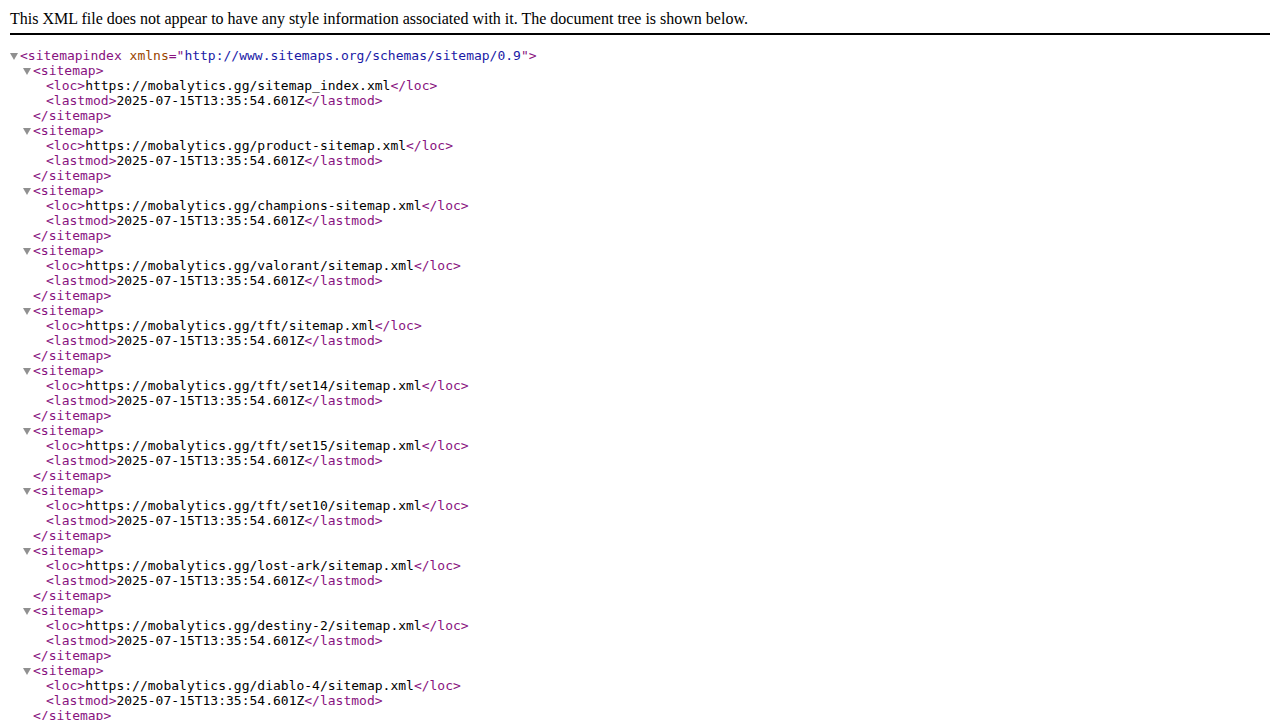 This XML file does not appear to have any style information associated with it. The document tree is shown below.
<sitemapindex xmlns="http://www.sitemaps.org/schemas/sitemap/0.9">
<sitemap>
<loc>https://mobalytics.gg/sitemap_index.xml</loc>
<lastmod>2025-07-15T13:35:54.601Z</lastmod>
</sitemap>
<sitemap>
<loc>https://mobalytics.gg/product-sitemap.xml</loc>
<lastmod>2025-07-15T13:35:54.601Z</lastmod>
</sitemap>
<sitemap>
<loc>https://mobalytics.gg/champions-sitemap.xml</loc>
<lastmod>2025-07-15T13:35:54.601Z</lastmod>
</sitemap>
<sitemap>
<loc>https://mobalytics.gg/valorant/sitemap.xml</loc>
<lastmod>2025-07-15T13:35:54.601Z</lastmod>
</sitemap>
<sitemap>
<loc>https://mobalytics.gg/tft/sitemap.xml</loc>
<lastmod>2025-07-15T13:35:54.601Z</lastmod>
</sitemap>
<sitemap>
<loc>https://mobalytics.gg/tft/set14/sitemap.xml</loc>
<lastmod>2025-07-15T13:35:54.601Z</lastmod>
</sitemap>
<sitemap>
<loc>https://mobalytics.gg/tft/set15/sitemap.xml</loc>
<lastmod>2025-07-15T13:35:54.601Z</lastmod>
</sitemap>
<sitemap>
<loc>https://mobalytics.gg/tft/set10/sitemap.xml</loc>
<lastmod>2025-07-15T13:35:54.601Z</lastmod>
</sitemap>
<sitemap>
<loc>https://mobalytics.gg/lost-ark/sitemap.xml</loc>
<lastmod>2025-07-15T13:35:54.601Z</lastmod>
</sitemap>
<sitemap>
<loc>https://mobalytics.gg/destiny-2/sitemap.xml</loc>
<lastmod>2025-07-15T13:35:54.601Z</lastmod>
</sitemap>
<sitemap>
<loc>https://mobalytics.gg/diablo-4/sitemap.xml</loc>
<lastmod>2025-07-15T13:35:54.601Z</lastmod>
</sitemap>